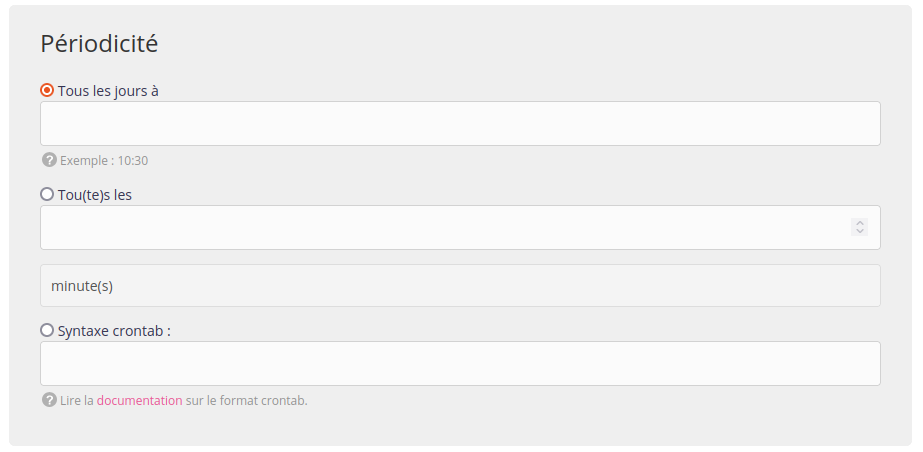 Périodicité
Tous les jours à
Exemple : 10:30
Tou(te)s les
minute(s)
Syntaxe crontab :
Lire la documentation sur le format crontab.